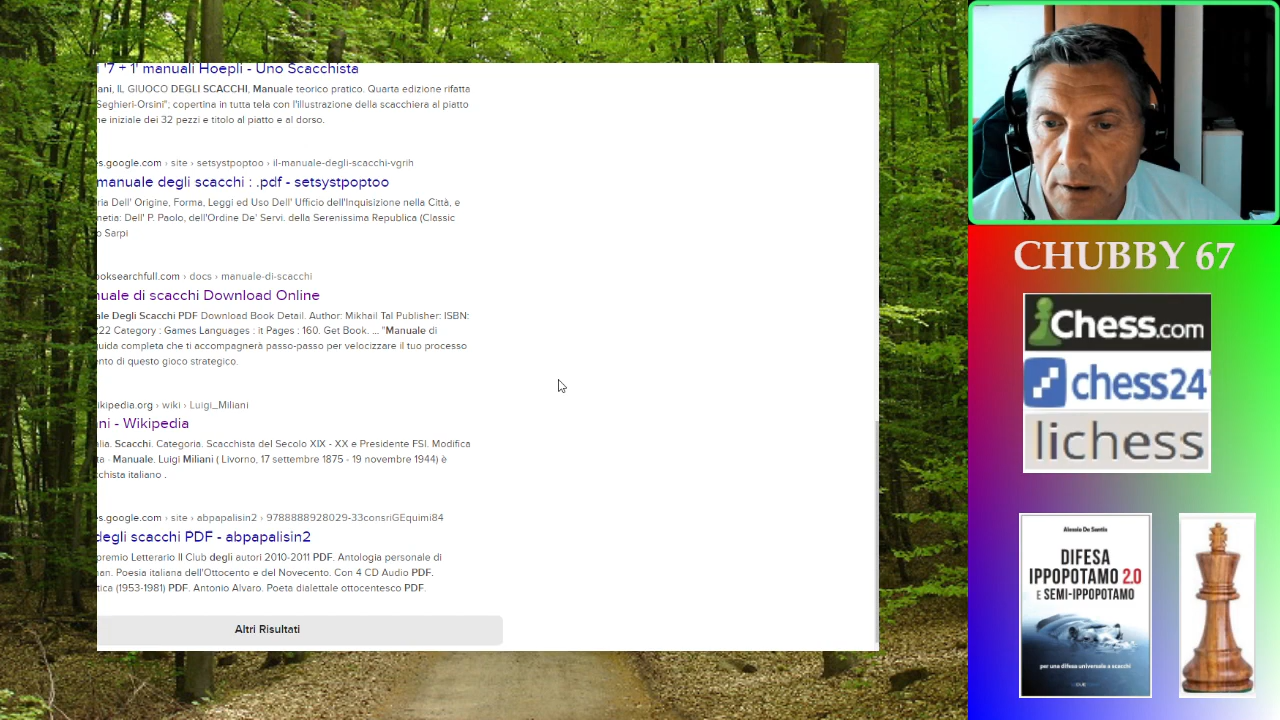 i '7 + 1' manuali Hoepli - Uno Scacchista
ani, IL GIUOCO DEGLI SCACCHI, Manuale teorico pratico. Quarta edizione rifatta
"Seghieri-Orsini"; copertina in tutta tela con l'illustrazione della scacchiera al piatto
ne iniziale dei 32 pezzi e titolo al piatto e al dorso.
es.google.com › site › setsystpoptoo › il-manuale-degli-scacchi-vgrih
manuale degli scacchi : .pdf - setsystpoptoo
ria Dell' Origine, Forma, Leggi ed Uso Dell' Ufficio dell'Inquisizione nella Città, e
netia: Dell' P. Paolo, dell'Ordine De' Servi. della Serenissima Republica (Classic
o Sarpi
ooksearchfull.com › docs › manuale-di-scacchi
nuale di scacchi Download Online
ale Degli Scacchi PDF Download Book Detail. Author: Mikhail Tal Publisher: ISBN:
22 Category : Games Languages : it Pages : 160. Get Book. ... "Manuale di
uida completa che ti accompagnerà passo-passo per velocizzare il tuo processo
ento di questo gioco strategico.
ikipedia.org › wiki › Luigi_Miliani
ni - Wikipedia
lia. Scacchi. Categoria. Scacchista del Secolo XIX - XX e Presidente FSI. Modifica
ta - Manuale. Luigi Miliani ( Livorno, 17 settembre 1875 - 19 novembre 1944) è
cchista italiano .
es.google.com › site › abpapalisin2 › 9788888928029-33consriGEquimi84
degli scacchi PDF - abpapalisin2
premio Letterario Il Club degli autori 2010-2011 PDF. Antologia personale di
an. Poesia italiana dell'Ottocento e del Novecento. Con 4 CD Audio PDF.
tica (1953-1981) PDF. Antonio Alvaro. Poeta dialettale ottocentesco PDF.
Altri Risultati
CHUBBY 67
Chess.com
chess24
lichess
Alessio De Santis
DIFESA
IPPOPOTAMO 2.0
E SEMI-IPPOPOTAMO
per una difesa universale a scacchi